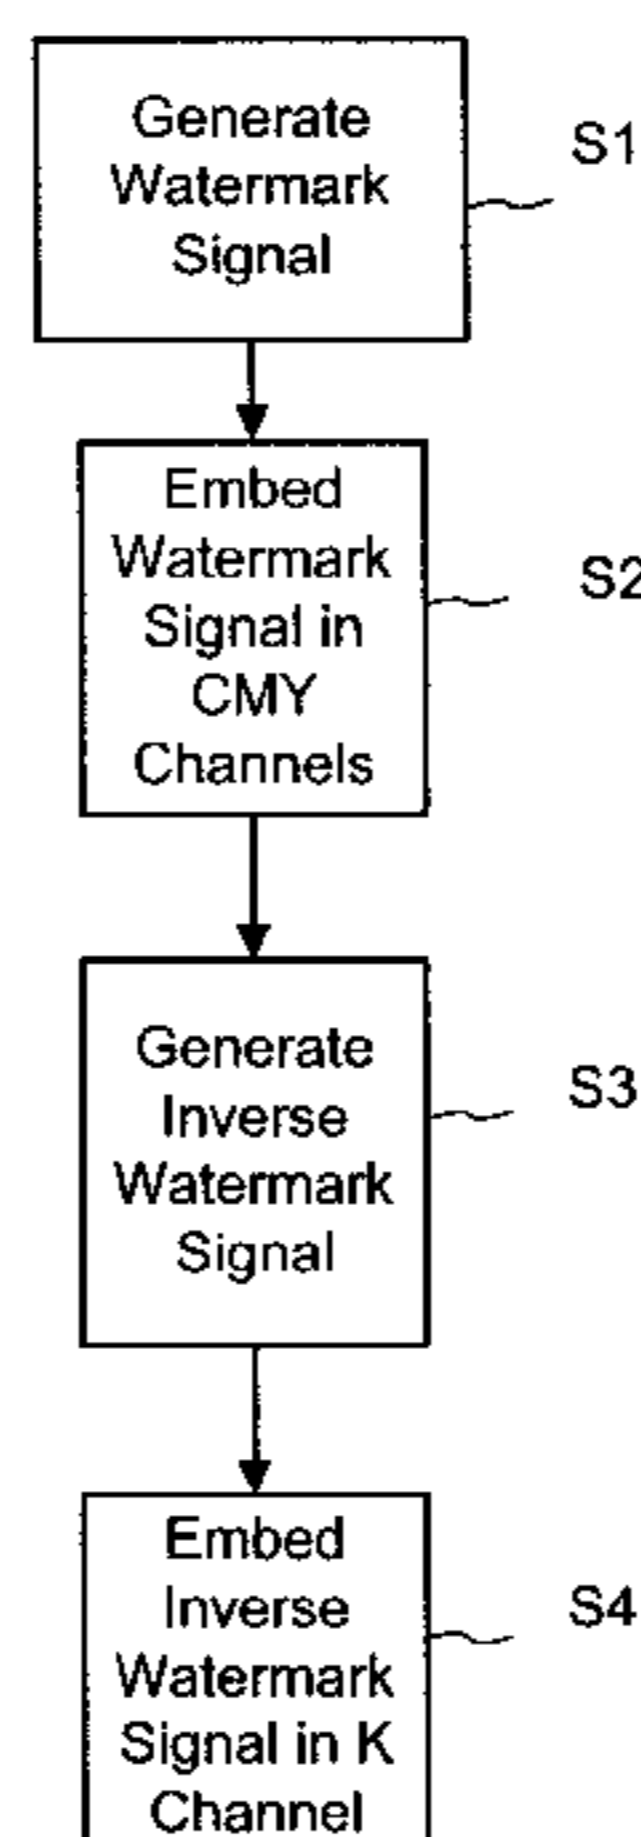 Generate
Watermark
Signal
S1
Embed
Watermark
Signal in
CMY
Channels
S2
Generate
Inverse
Watermark
Signal
S3
Embed
Inverse
Watermark
Signal in K
Channel
S4